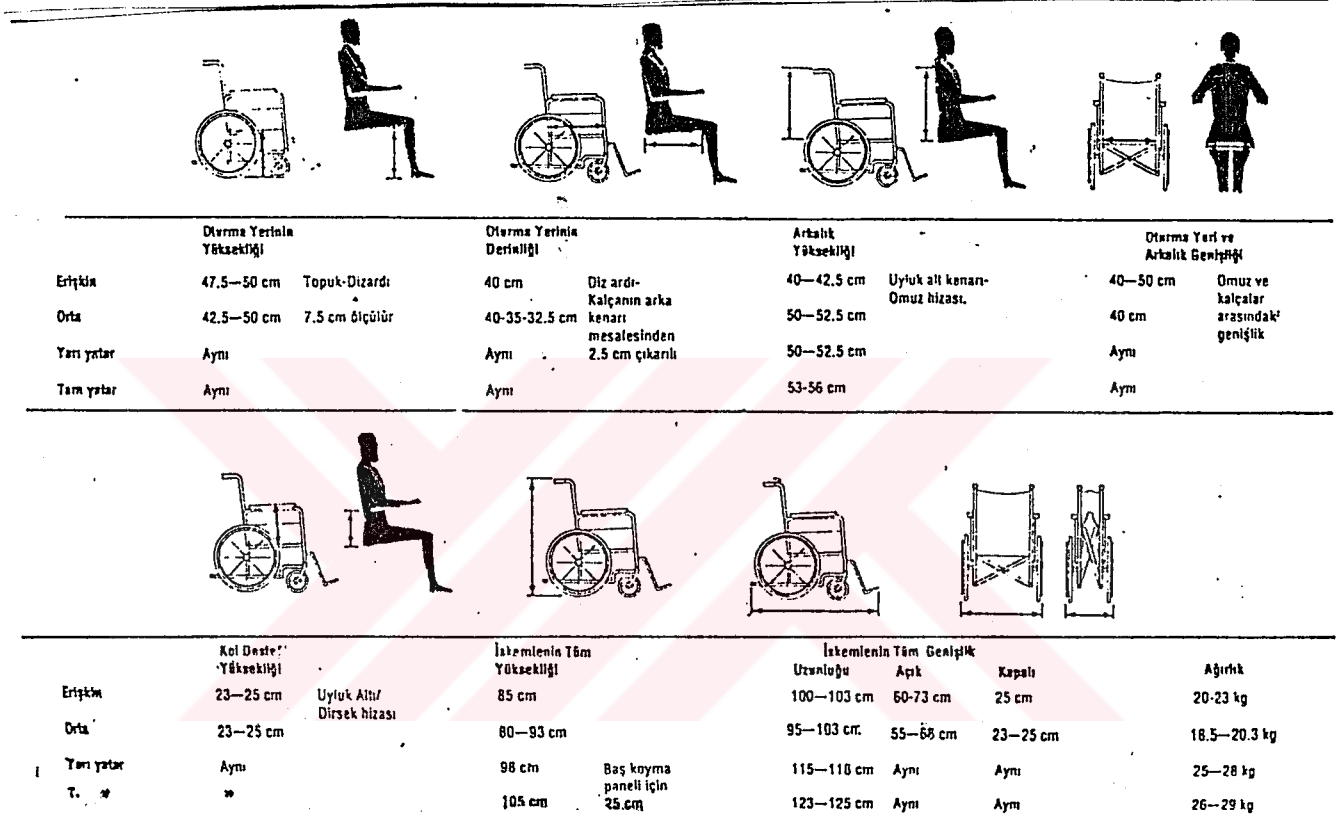 Oturma Yerinin Yüksekliği
Oturma Yerinin Derinliği
Arkalık Yüksekliği
Oturma Yeri ve Arkalık Genişliği
Erişkin 47.5—50 cm Topuk-Dizardı 40 cm Diz ardı- Kalçanın arka 40—42.5 cm Uyluk alt kenarı- Omuz hizası. 40—50 cm Omuz ve kalçalar
Orta 42.5—50 cm 7.5 cm ölçülür 40-35-32.5 cm kenarı mesafesinden 50—52.5 cm 40 cm arasındaki genişlik
Yarı yatar Aynı Aynı 2.5 cm çıkarılı 50—52.5 cm Aynı
Tam yatar Aynı Aynı 53-56 cm Aynı
Kol Deste Yüksekliği
İskemlenin Tüm Yüksekliği
İskemlenin Tüm Genişlik
Uzunluğu Açık Kapalı Ağırlık
Erişkin 23—25 cm Uyluk Altı/ Dirsek hizası 85 cm 100—103 cm 60-73 cm 25 cm 20-23 kg
Orta 23—25 cm 80—93 cm 95—103 cm. 55—68 cm 23—25 cm 18.5—20.3 kg
Yarı yatar Aynı 98 cm Baş koyma paneli için 115—118 cm Aynı Aynı 25—28 kg
T. " " 105 cm 25.cm 123—125 cm Aynı Aynı 26—29 kg